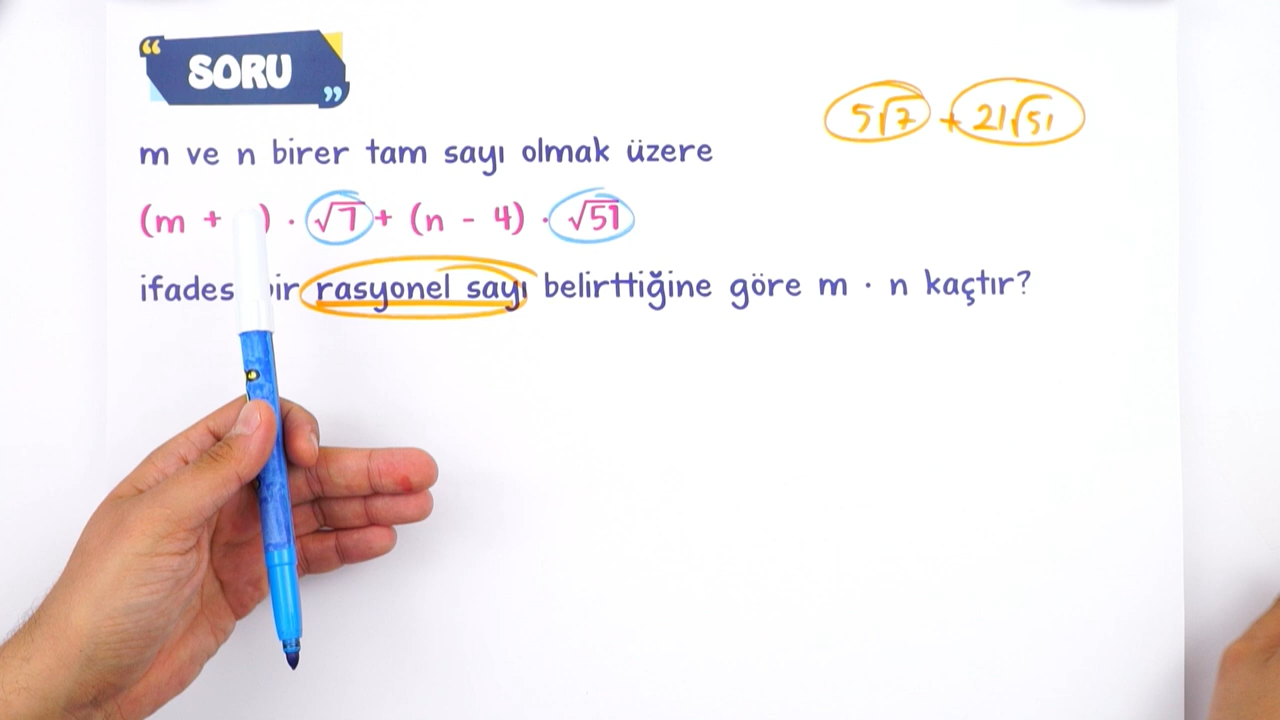 SORU
5√7 + 21√51
m ve n birer tam sayı olmak üzere
(m + ) · √7 + (n - 4) · √51
ifades bir rasyonel sayı belirttiğine göre m · n kaçtır?